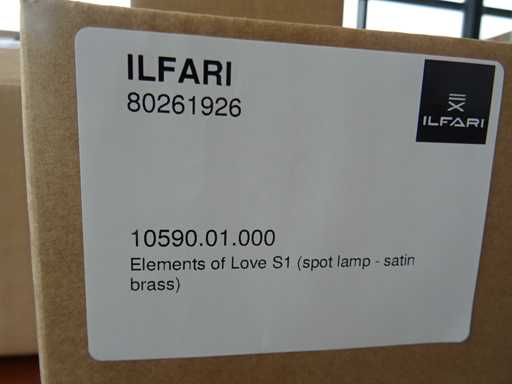 ILFARI
80261926
ILFARI
10590.01.000
Elements of Love S1 (spot lamp - satin
brass)